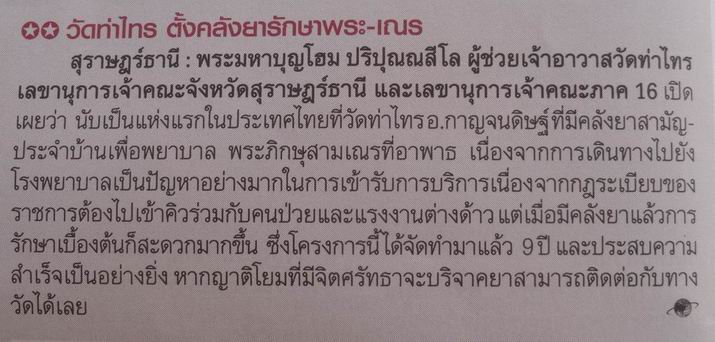 ✪✪ วัดท่าไทร ตั้งคลังยารักษาพระ-เณร
สุราษฎร์ธานี : พระมหาบุญโฮม ปริปุณณสีโล ผู้ช่วยเจ้าอาวาสวัดท่าไทร
เลขานุการเจ้าคณะจังหวัดสุราษฎร์ธานี และเลขานุการเจ้าคณะภาค 16 เปิด
เผยว่า นับเป็นแห่งแรกในประเทศไทยที่วัดท่าไทร อ.กาญจนดิษฐ์ ที่มีคลังยาสามัญ-
ประจำบ้านเพื่อพยาบาล พระภิกษุสามเณรที่อาพาธ เนื่องจากการเดินทางไปยัง
โรงพยาบาลเป็นปัญหาอย่างมากในการเข้ารับการบริการเนื่องจากกฎระเบียบของ
ราชการต้องไปเข้าคิวร่วมกับคนป่วยและแรงงานต่างด้าว แต่เมื่อมีคลังยาแล้วการ
รักษาเบื้องต้นก็สะดวกมากขึ้น ซึ่งโครงการนี้ได้จัดทำมาแล้ว 9 ปี และประสบความ
สำเร็จเป็นอย่างยิ่ง หากญาติโยมที่มีจิตศรัทธาจะบริจาคยาสามารถติดต่อกับทาง
วัดได้เลย